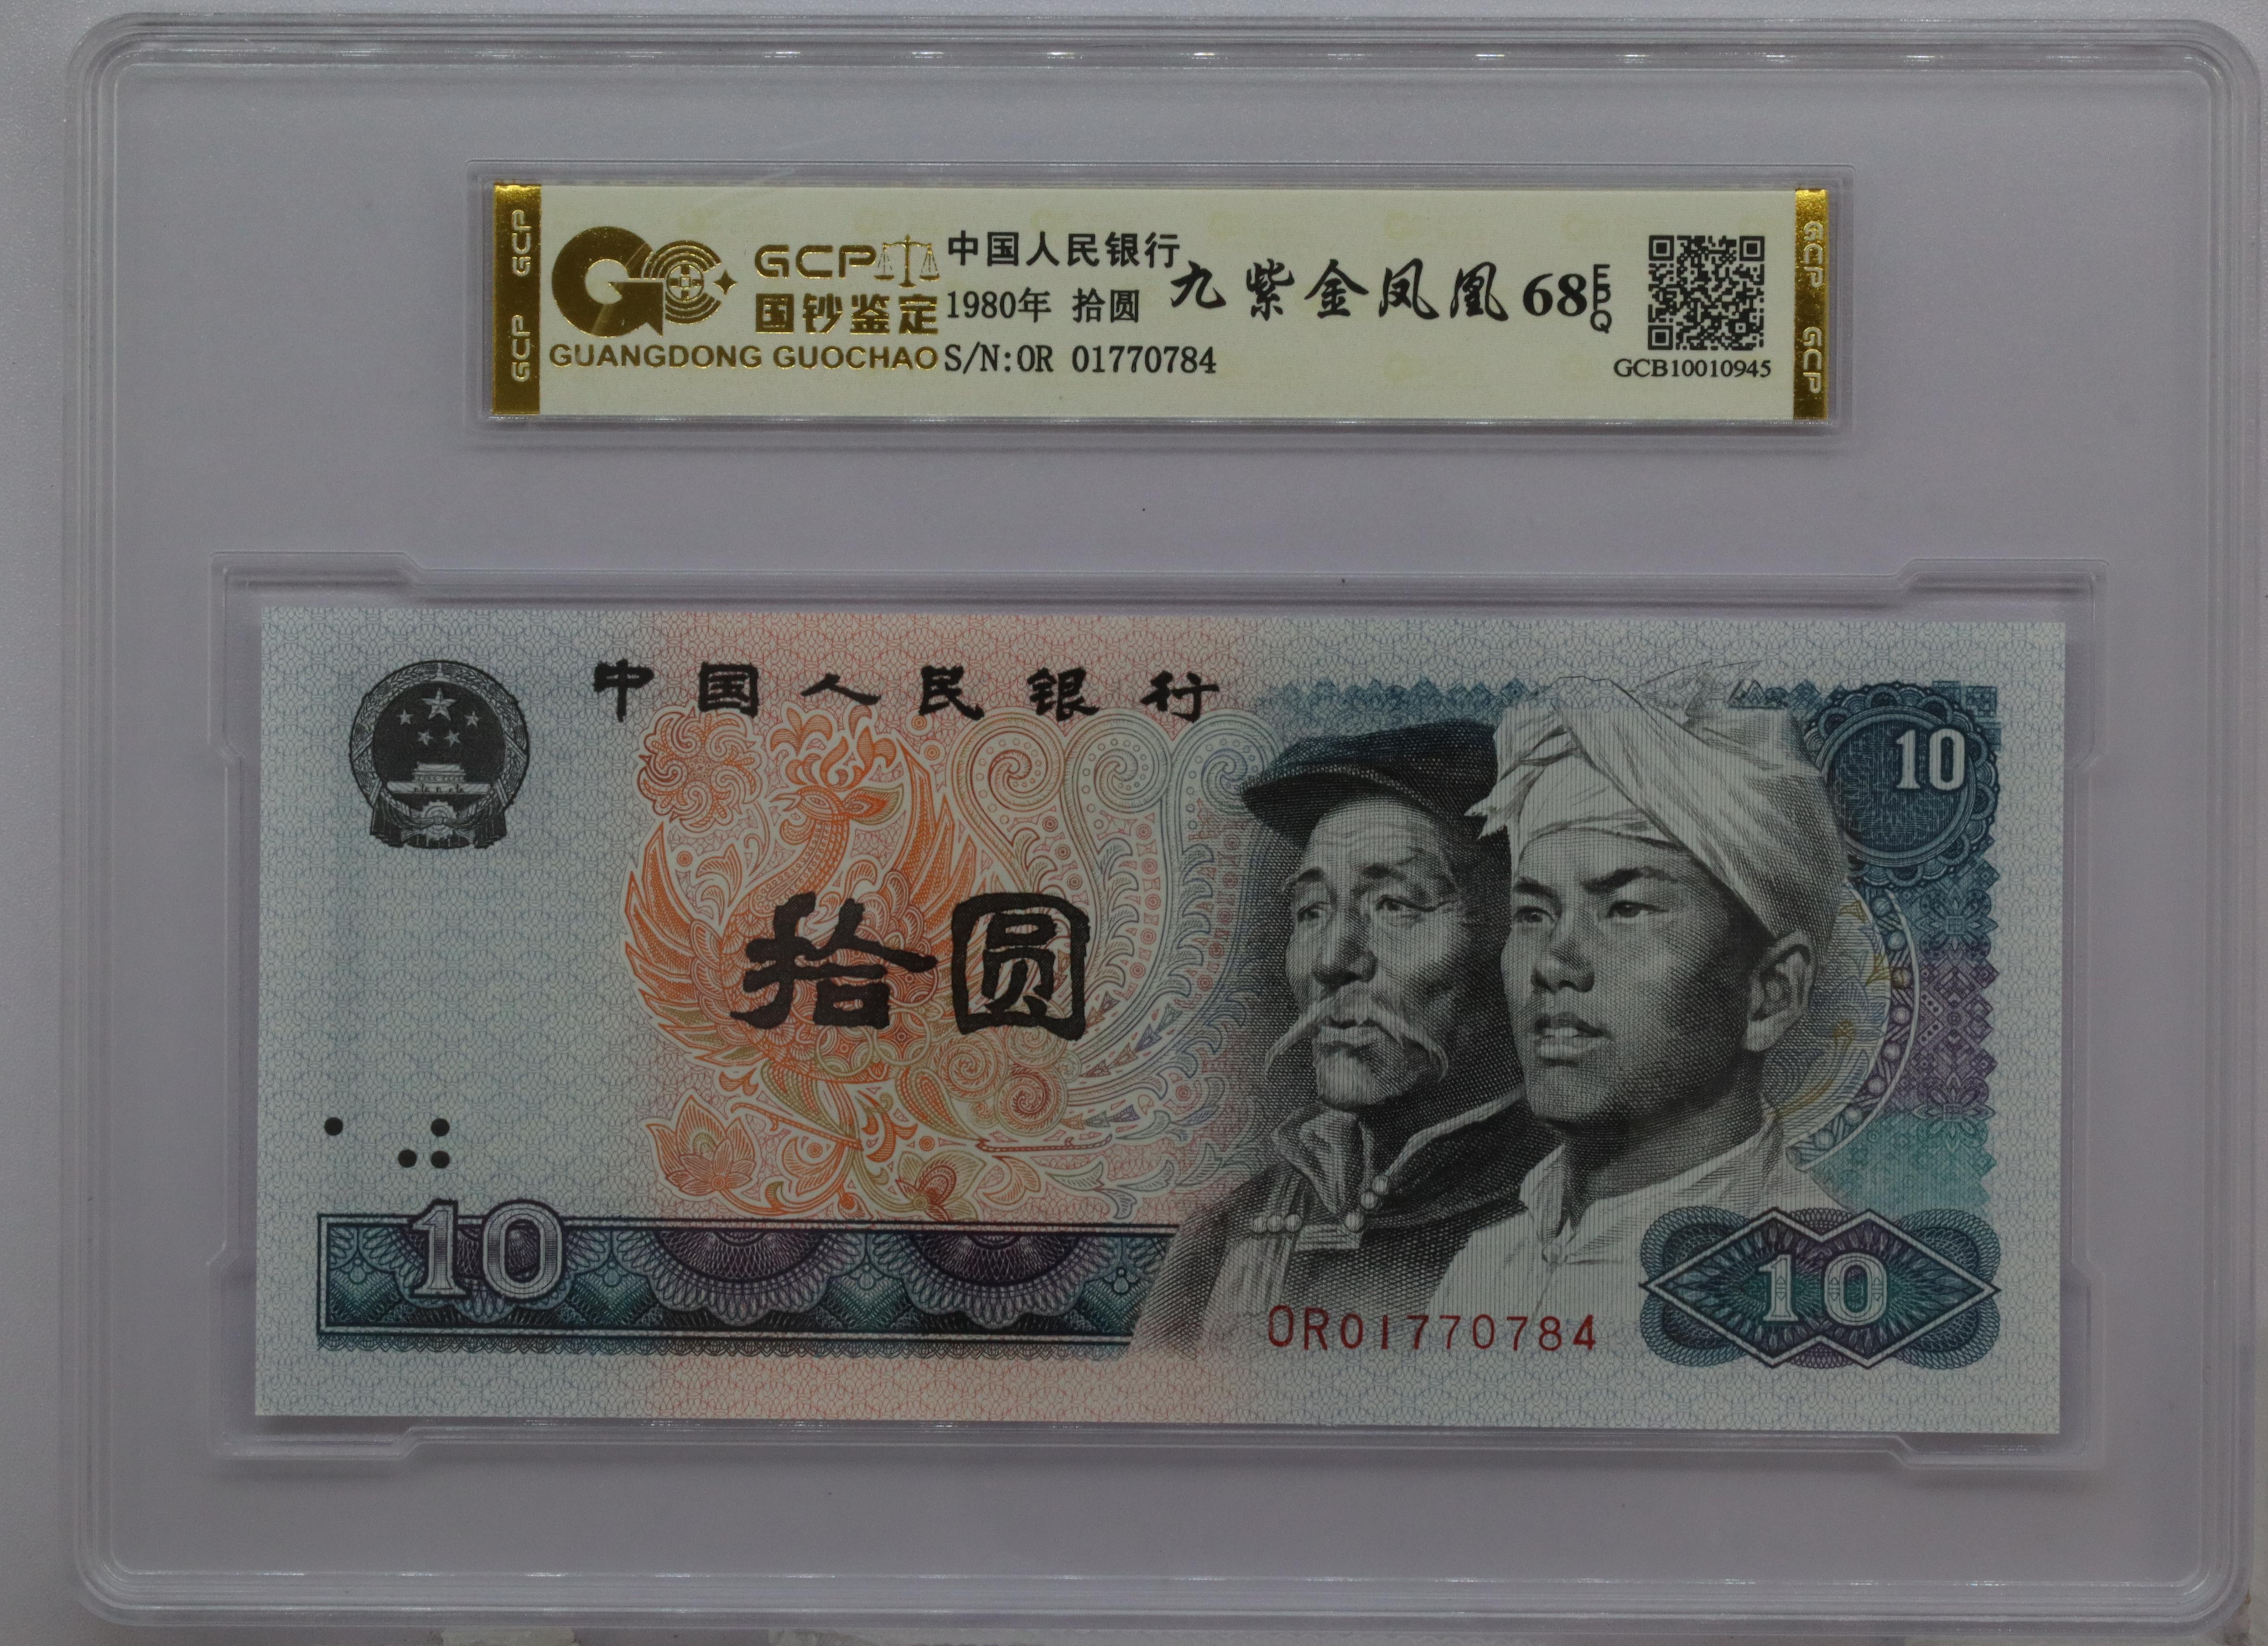 GCP GCP
GCP
国钞鉴定
GUANGDONG GUOCHAO
中国人民银行
1980年 拾圆
S/N:OR 01770784
九紫金凤凰 68 EPQ
GCB10010945
GCP GCP
中国人民银行
10
拾圆
10
OR01770784
10